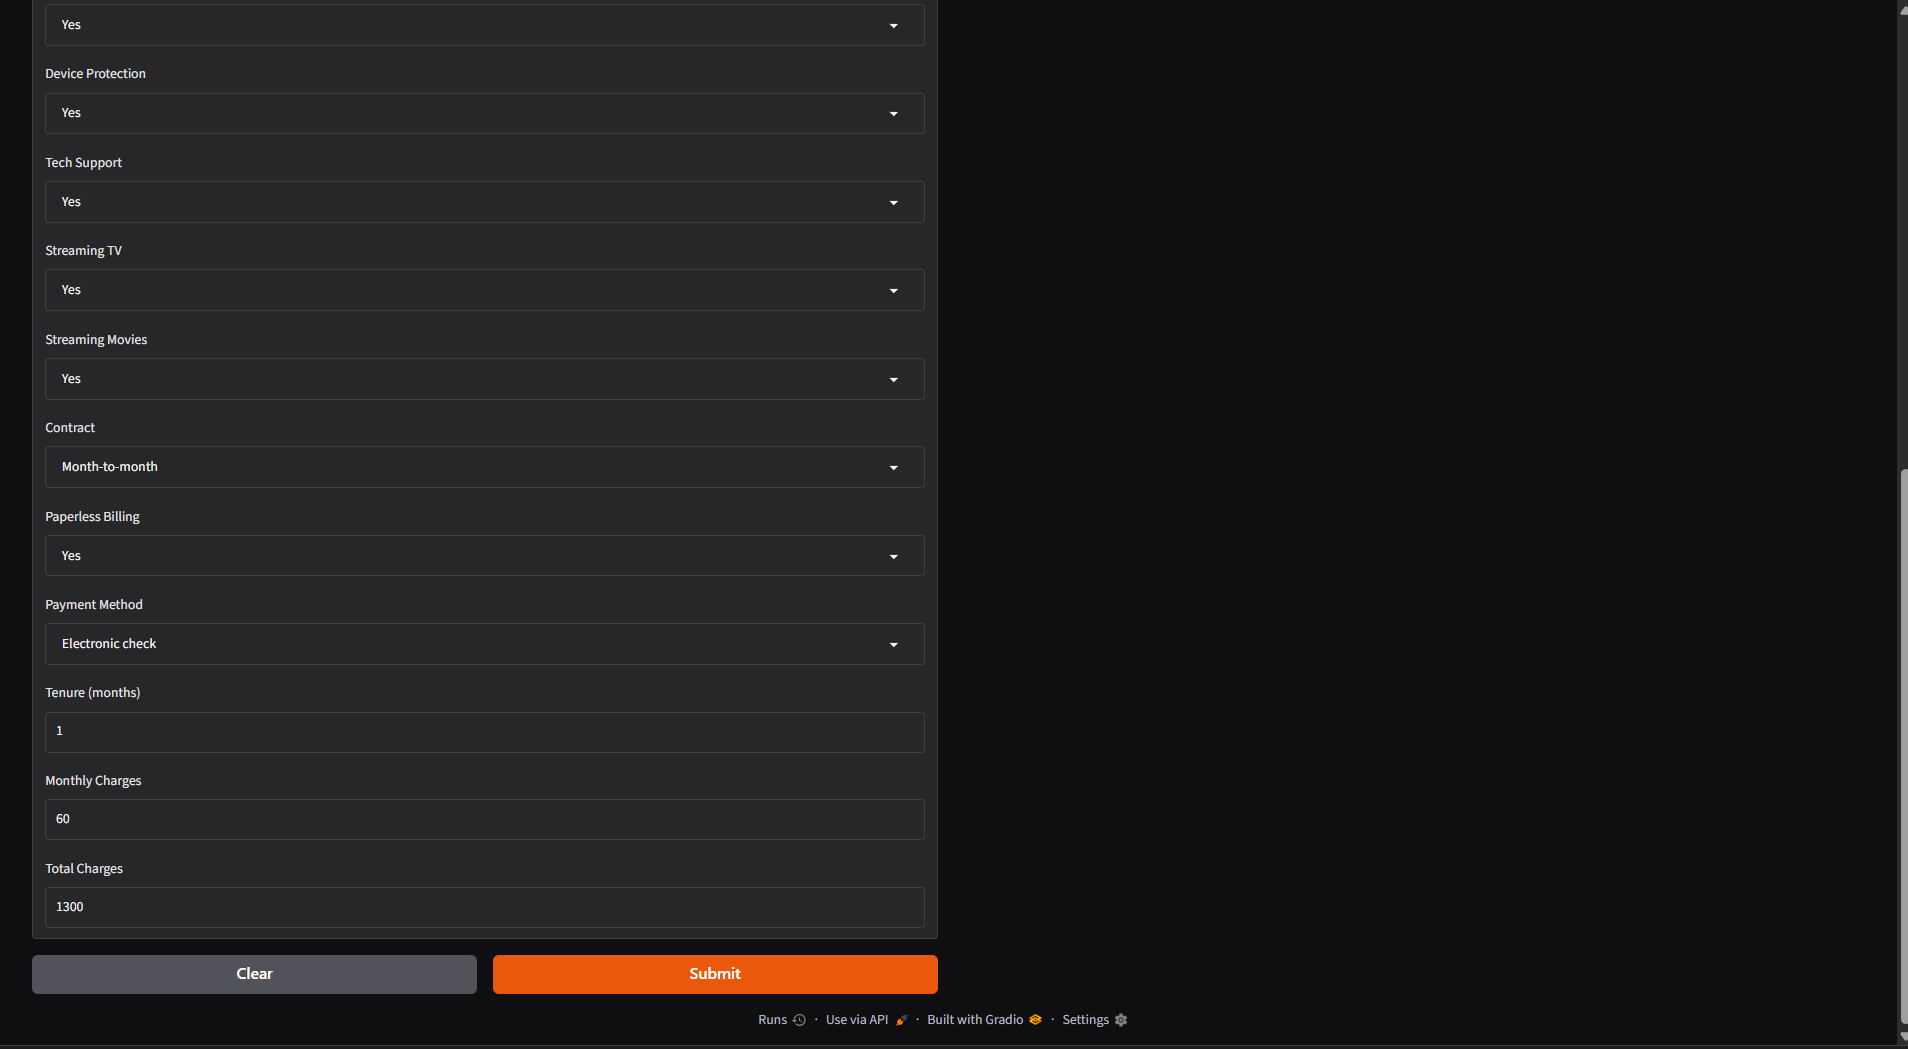 Yes
Device Protection
Yes
Tech Support
Yes
Streaming TV
Yes
Streaming Movies
Yes
Contract
Month-to-month
Paperless Billing
Yes
Payment Method
Electronic check
Tenure (months)
1
Monthly Charges
60
Total Charges
1300
Clear
Submit
Runs · Use via API · Built with Gradio · Settings